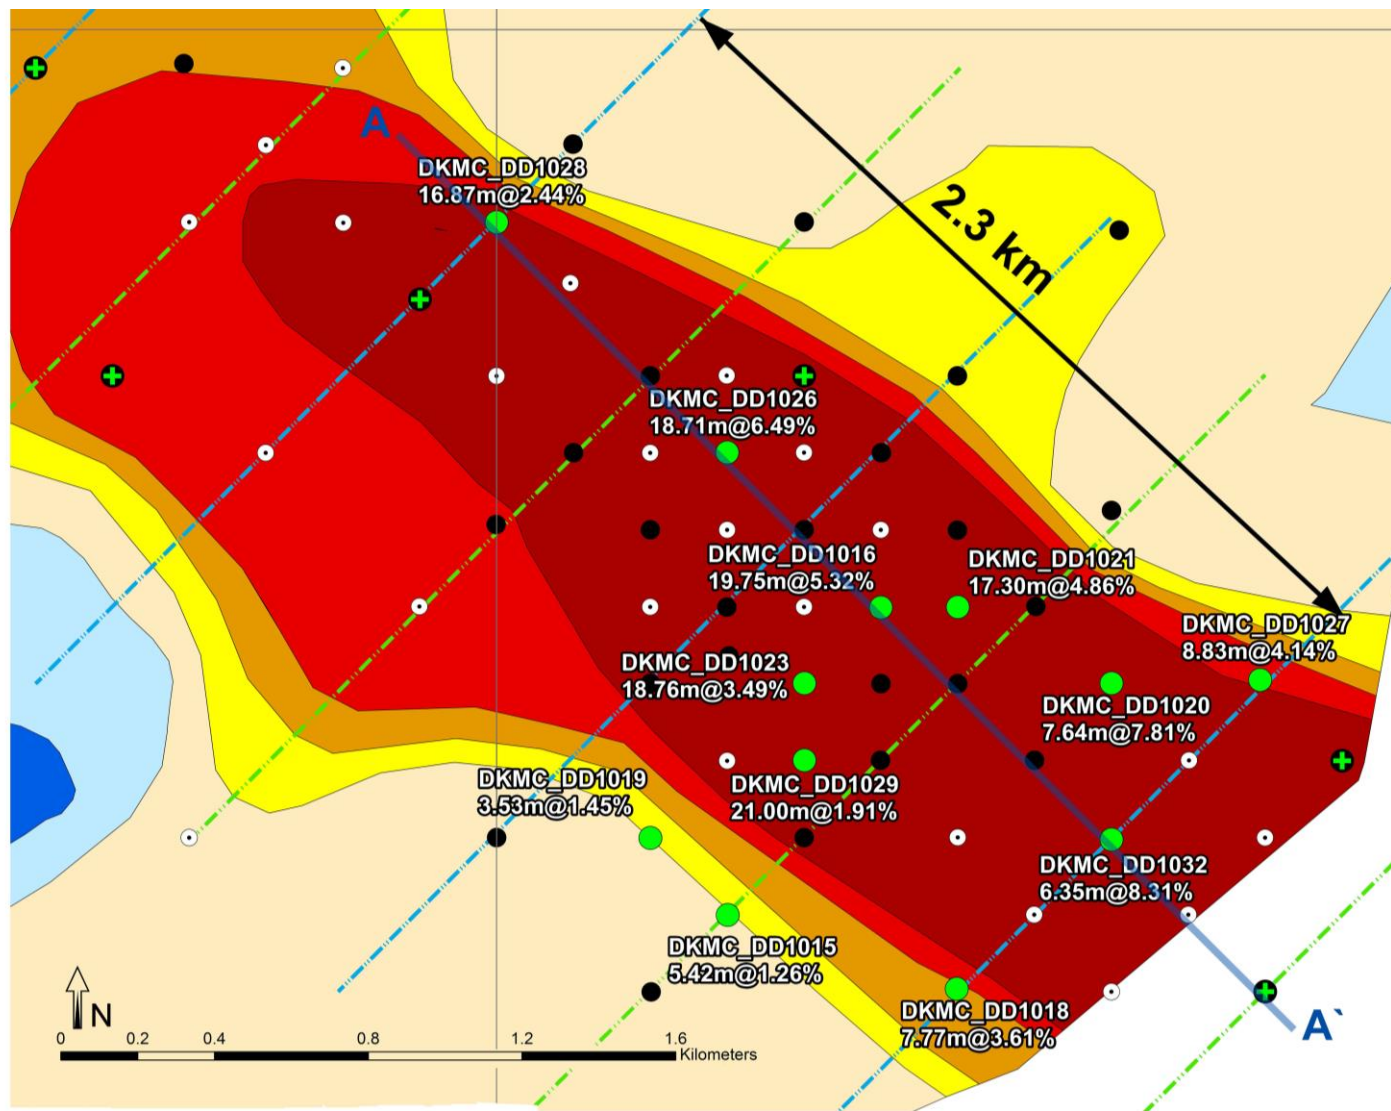 A
DKMC_DD1028
16.87m@2.44%
2.3 km
DKMC_DD1026
18.71m@6.49%
DKMC_DD1016
19.75m@5.32%
DKMC_DD1021
17.30m@4.86%
DKMC_DD1027
8.83m@4.14%
DKMC_DD1023
18.76m@3.49%
DKMC_DD1020
7.64m@7.81%
DKMC_DD1019
3.53m@1.45%
DKMC_DD1029
21.00m@1.91%
DKMC_DD1032
6.35m@8.31%
DKMC_DD1015
5.42m@1.26%
DKMC_DD1018
7.77m@3.61%
A`
N
0 0.2 0.4 0.8 1.2 1.6
Kilometers